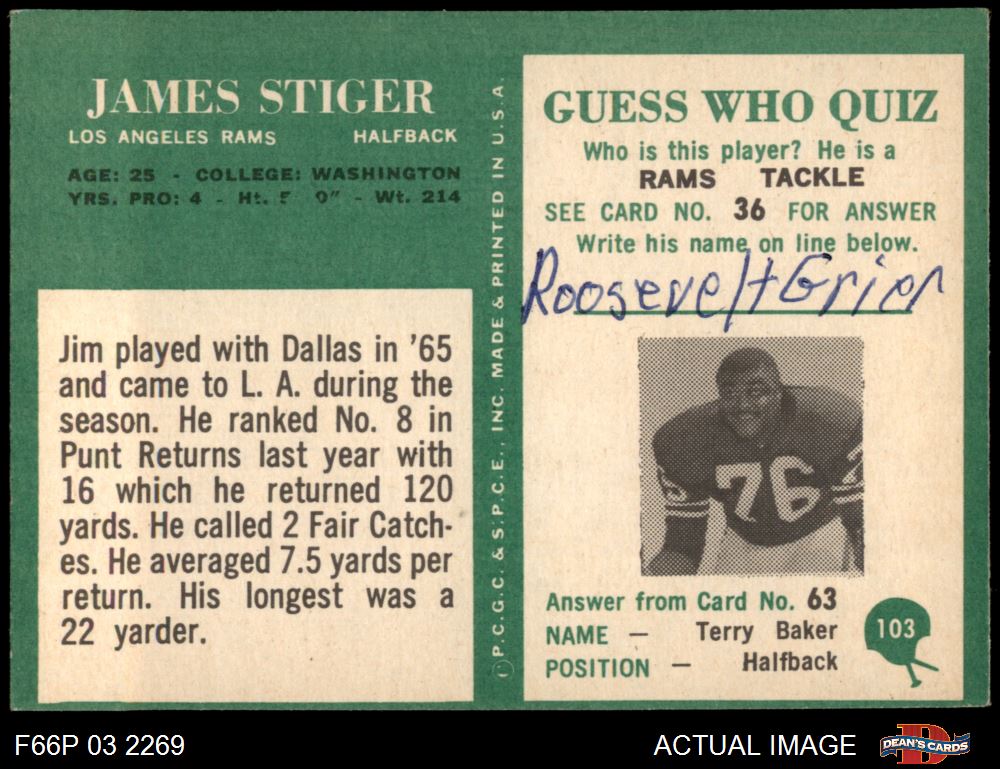 JAMES STIGER
LOS ANGELES RAMS HALFBACK
AGE: 25 - COLLEGE: WASHINGTON
YRS. PRO: 4 - Ht. 5 0" - Wt. 214
Jim played with Dallas in '65
and came to L. A. during the
season. He ranked No. 8 in
Punt Returns last year with
16 which he returned 120
yards. He called 2 Fair Catch-
es. He averaged 7.5 yards per
return. His longest was a
22 yarder.
©P.C.G.C. & S.P.C.E., INC. MADE & PRINTED IN U.S.A.
GUESS WHO QUIZ
Who is this player? He is a
RAMS TACKLE
SEE CARD NO. 36 FOR ANSWER
Write his name on line below.
Roosevelt Grier
76
Answer from Card No. 63
NAME — Terry Baker
POSITION — Halfback
103
F66P 03 2269
ACTUAL IMAGE
DEAN'S CARDS